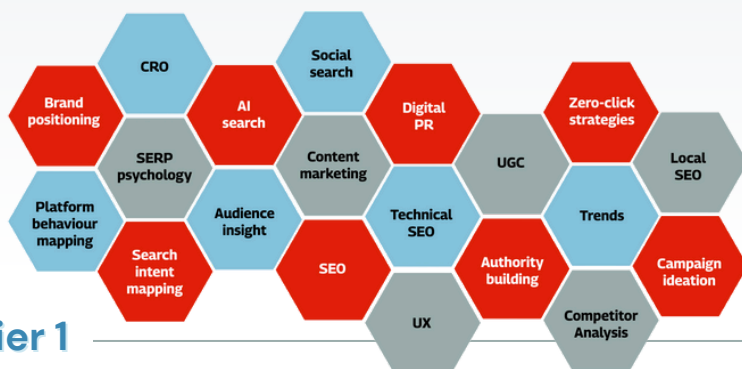 CRO
Social
search
Brand
positioning
AI
search
Digital
PR
Zero-click
strategies
SERP
psychology
Content
marketing
UGC
Local
SEO
Platform
behaviour
mapping
Audience
insight
Technical
SEO
Trends
Search
intent
mapping
SEO
Authority
building
Campaign
ideation
UX
Competitor
Analysis
ier 1